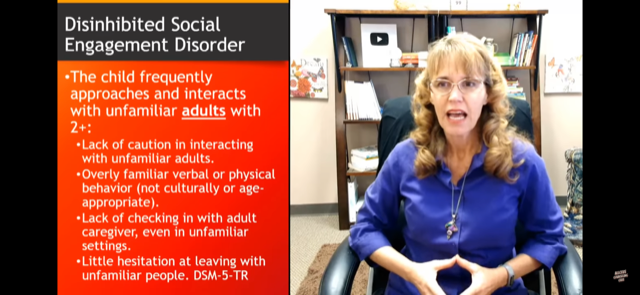 Disinhibited Social
Engagement Disorder
•The child frequently
approaches and interacts
with unfamiliar adults with
2+:
•Lack of caution in interacting
with unfamiliar adults.
•Overly familiar verbal or physical
behavior (not culturally or age-
appropriate).
•Lack of checking in with adult
caregiver, even in unfamiliar
settings.
•Little hesitation at leaving with
unfamiliar people. DSM-5-TR